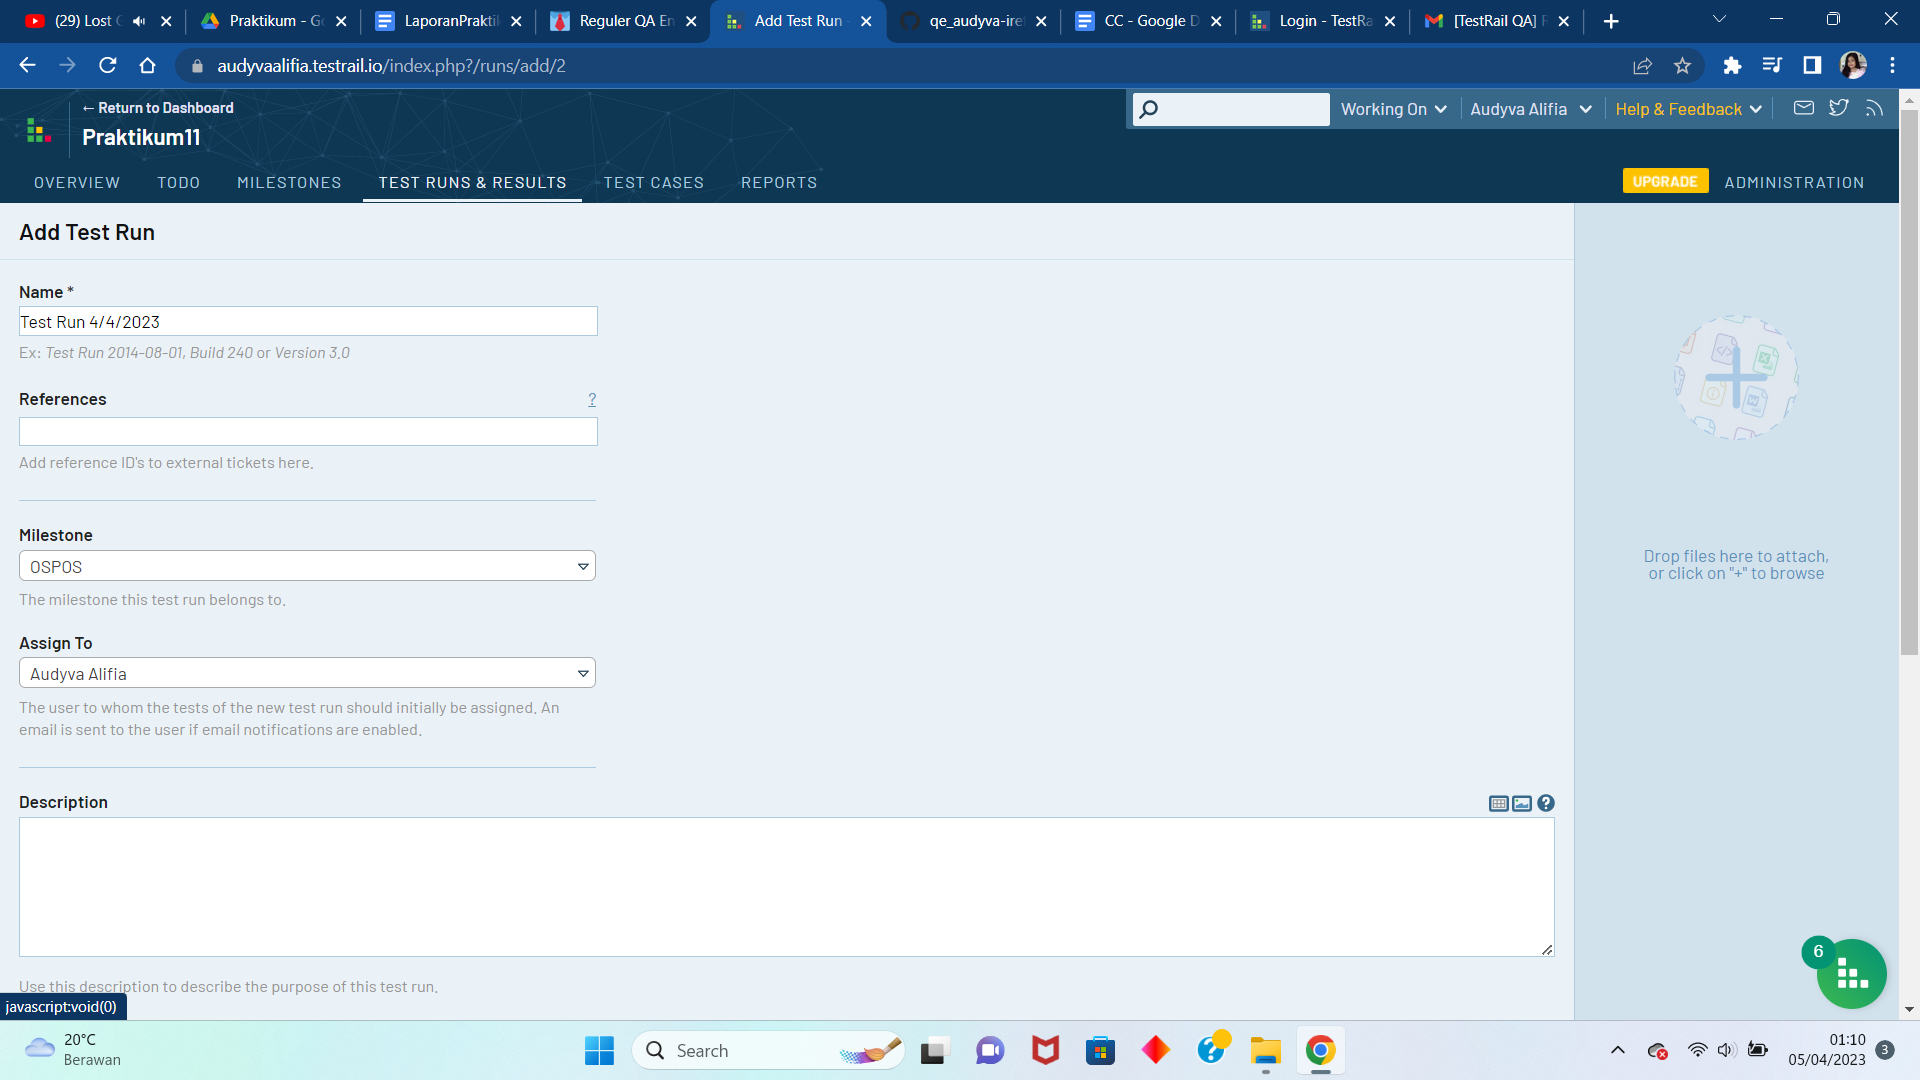 (29) Lost
Praktikum - G
LaporanPrakti
Reguler QA En
Add Test Run -
qe_audyva-ire
CC - Google D
Login - TestRa
[TestRail QA]
audyvaalifia.testrail.io/index.php?/runs/add/2
← Return to Dashboard
Praktikum11
Working On
Audyva Alifia
Help & Feedback
OVERVIEW
TODO
MILESTONES
TEST RUNS & RESULTS
TEST CASES
REPORTS
UPGRADE
ADMINISTRATION
Add Test Run
Name *
Test Run 4/4/2023
Ex: Test Run 2014-08-01, Build 240 or Version 3.0
References
?
Add reference ID's to external tickets here.
Milestone
OSPOS
The milestone this test run belongs to.
Assign To
Audyva Alifia
The user to whom the tests of the new test run should initially be assigned. An
email is sent to the user if email notifications are enabled.
Drop files here to attach,
or click on "+" to browse
Description
Use this description to describe the purpose of this test run.
6
javascript:void(0)
20°C
Berawan
Search
01:10
05/04/2023
3